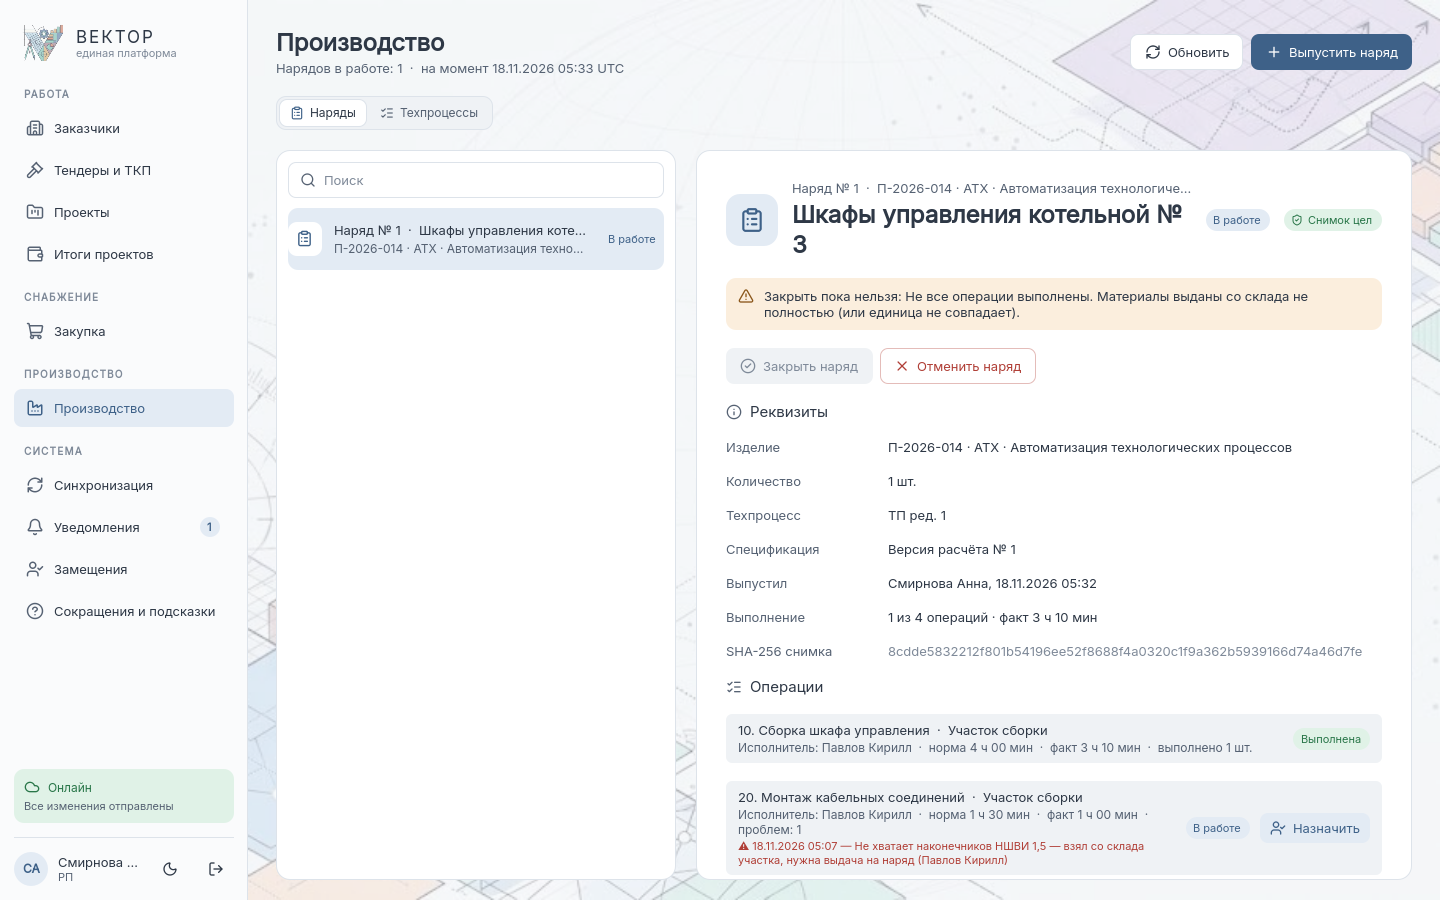 ВЕКТОР
единая платформа
РАБОТА
Заказчики
Тендеры и ТКП
Проекты
Итоги проектов
СНАБЖЕНИЕ
Закупка
ПРОИЗВОДСТВО
Производство
СИСТЕМА
Синхронизация
Уведомления 1
Замещения
Сокращения и подсказки
Онлайн
Все изменения отправлены
СА Смирнова ...
РП
Производство
Нарядов в работе: 1 · на момент 18.11.2026 05:33 UTC
Обновить
Выпустить наряд
Наряды
Техпроцессы
Поиск
Наряд № 1 · Шкафы управления коте...
П-2026-014 · АТХ · Автоматизация техно...
В работе
Наряд № 1 · П-2026-014 · АТХ · Автоматизация технологиче...
Шкафы управления котельной №
3
В работе
Снимок цел
Закрыть пока нельзя: Не все операции выполнены. Материалы выданы со склада не
полностью (или единица не совпадает).
Закрыть наряд
Отменить наряд
Реквизиты
Изделие П-2026-014 · АТХ · Автоматизация технологических процессов
Количество 1 шт.
Техпроцесс ТП ред. 1
Спецификация Версия расчёта № 1
Выпустил Смирнова Анна, 18.11.2026 05:32
Выполнение 1 из 4 операций · факт 3 ч 10 мин
SHA-256 снимка 8cdde5832212f801b54196ee52f8688f4a0320c1f9a362b5939166d74a46d7fe
Операции
10. Сборка шкафа управления · Участок сборки
Исполнитель: Павлов Кирилл · норма 4 ч 00 мин · факт 3 ч 10 мин · выполнено 1 шт.
Выполнена
20. Монтаж кабельных соединений · Участок сборки
Исполнитель: Павлов Кирилл · норма 1 ч 30 мин · факт 1 ч 00 мин ·
проблем: 1
18.11.2026 05:07 — Не хватает наконечников НШВИ 1,5 — взял со склада
участка, нужна выдача на наряд (Павлов Кирилл)
В работе
Назначить